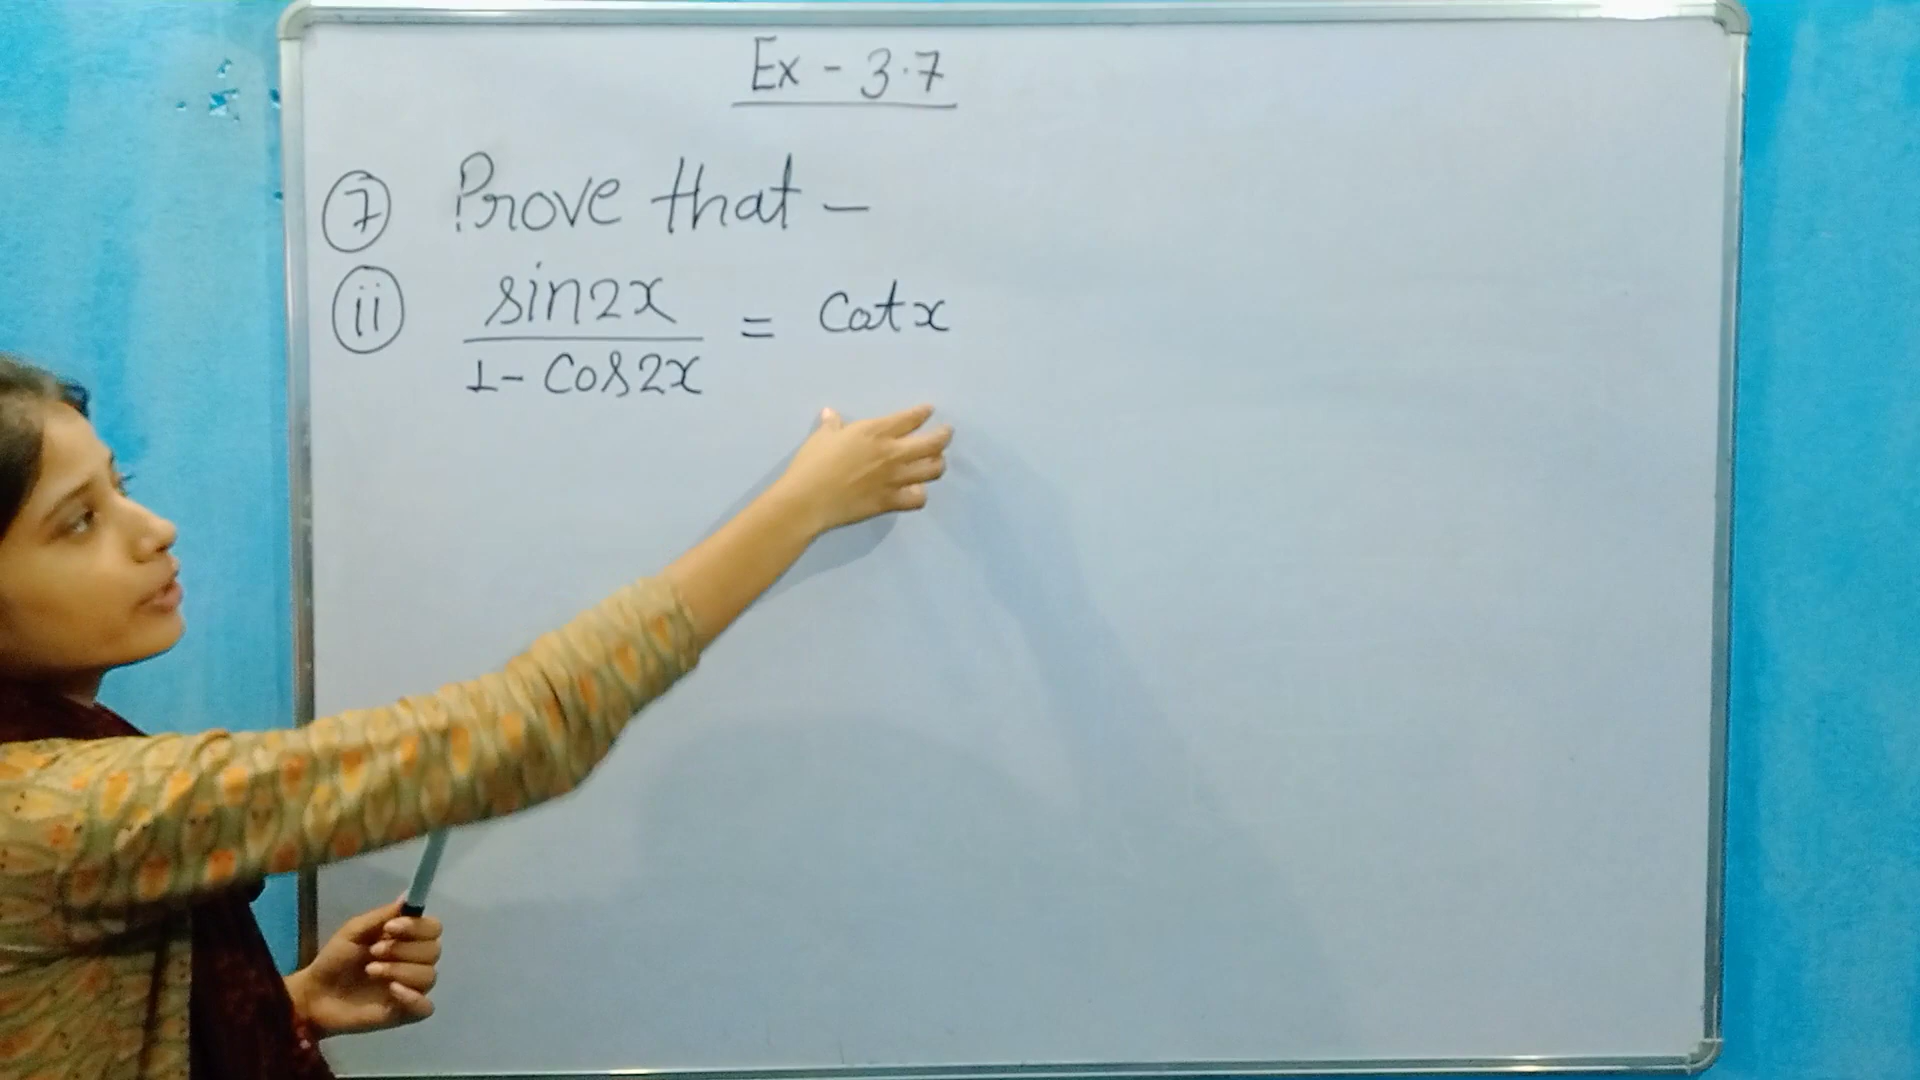 Ex - 3.7
7 Prove that -
ii sin2x / 1 - Cos2x = Cotx